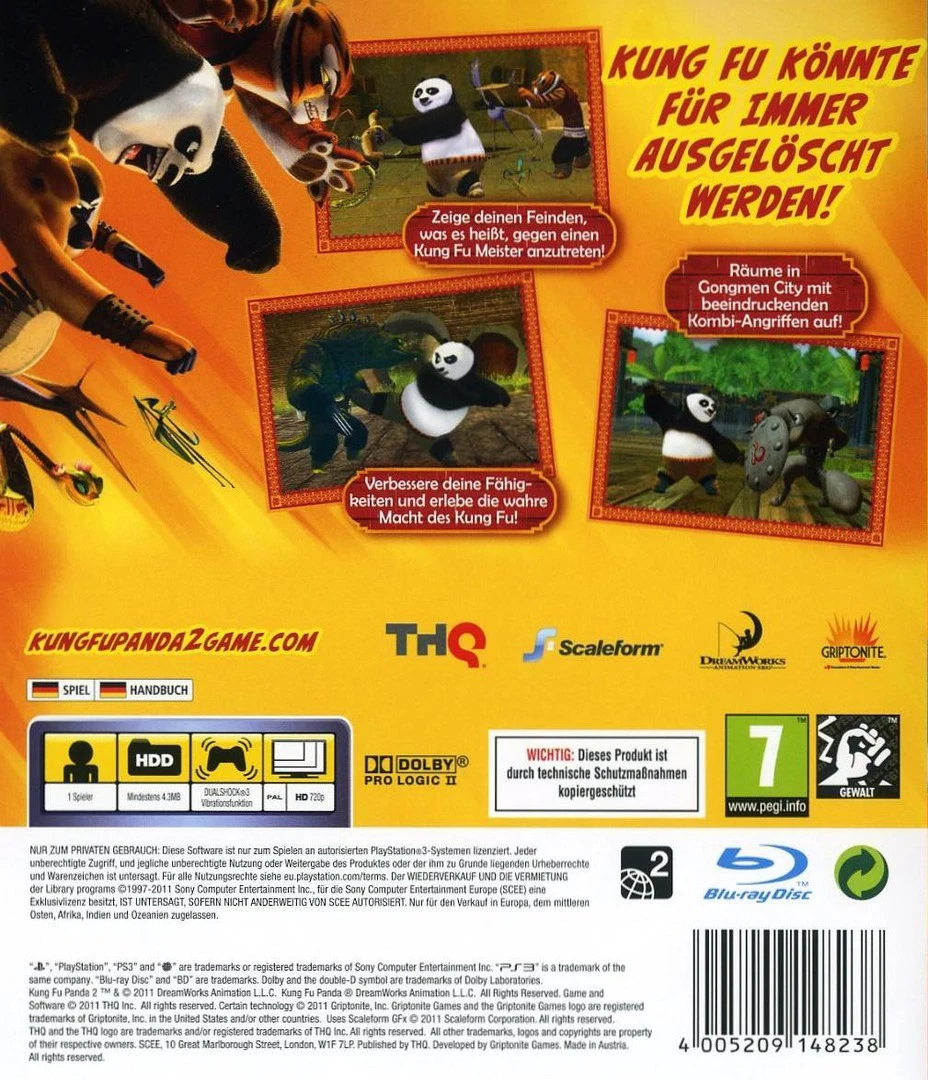 KUNG FU KÖNNTE
FÜR IMMER
AUSGELÖSCHT
WERDEN!
Zeige deinen Feinden,
was es heißt, gegen einen
Kung Fu Meister anzutreten!
Räume in
Gongmen City mit
beeindruckenden
Kombi-Angriffen auf!
Verbessere deine Fähig-
keiten und erlebe die wahre
Macht des Kung Fu!
KUNGFUPANDA2GAME.COM
THQ®
Scaleform®
DREAMWORKS
ANIMATION SKG™
GRIPTONITE.
SPIEL HANDBUCH
HDD
1 Spieler
Mindestens 4.3MB
DUALSHOCK®3
Vibrationsfunktion
PAL
HD 720p
DOLBY®
PRO LOGIC II
WICHTIG: Dieses Produkt ist
durch technische Schutzmaßnahmen
kopiergeschützt
7
TM
www.pegi.info
TM
GEWALT
NUR ZUM PRIVATEN GEBRAUCH: Diese Software ist nur zum Spielen an autorisierten PlayStation®3-Systemen lizenziert. Jeder
unberechtigte Zugriff, und jegliche unberechtigte Nutzung oder Weitergabe des Produktes oder der ihm zu Grunde liegenden Urheberrechte
und Warenzeichen ist untersagt. Für alle Nutzungsrechte siehe eu.playstation.com/terms. Der WIEDERVERKAUF UND DIE VERMIETUNG
der Library programs ©1997-2011 Sony Computer Entertainment Inc., für die Sony Computer Entertainment Europe (SCEE) eine
Exklusivlizenz besitzt, IST UNTERSAGT, SOFERN NICHT ANDERWEITIG VON SCEE AUTORISIERT. Nur für den Verkauf in Europa, dem mittleren
Osten, Afrika, Indien und Ozeanien zugelassen.
2
Blu-ray Disc™
“ ”, “PlayStation”, “PS3” and “ ” are trademarks or registered trademarks of Sony Computer Entertainment Inc. “PS3” is a trademark of the
same company. “Blu-ray Disc” and “BD” are trademarks. Dolby and the double-D symbol are trademarks of Dolby Laboratories.
Kung Fu Panda 2 ™ & © 2011 DreamWorks Animation L.L.C. Kung Fu Panda ® DreamWorks Animation L.L.C. All Rights Reserved. Game and
Software © 2011 THQ Inc. All rights reserved. Certain technology © 2011 Griptonite, Inc. Griptonite Games and the Griptonite Games logo are registered
trademarks of Griptonite, Inc. in the United States and/or other countries. Uses Scaleform GFx © 2011 Scaleform Corporation. All rights reserved.
THQ and the THQ logo are trademarks and/or registered trademarks of THQ Inc. All rights reserved. All other trademarks, logos and copyrights are property
of their respective owners. SCEE, 10 Great Marlborough Street, London, W1F 7LP. Published by THQ. Developed by Griptonite Games. Made in Austria.
All rights reserved.
4 005209 148238